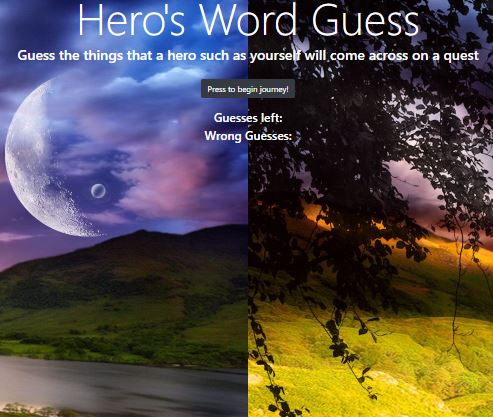 Hero's Word Guess
Guess the things that a hero such as yourself will come across on a quest
Press to begin journey!
Guesses left:
Wrong Guesses: